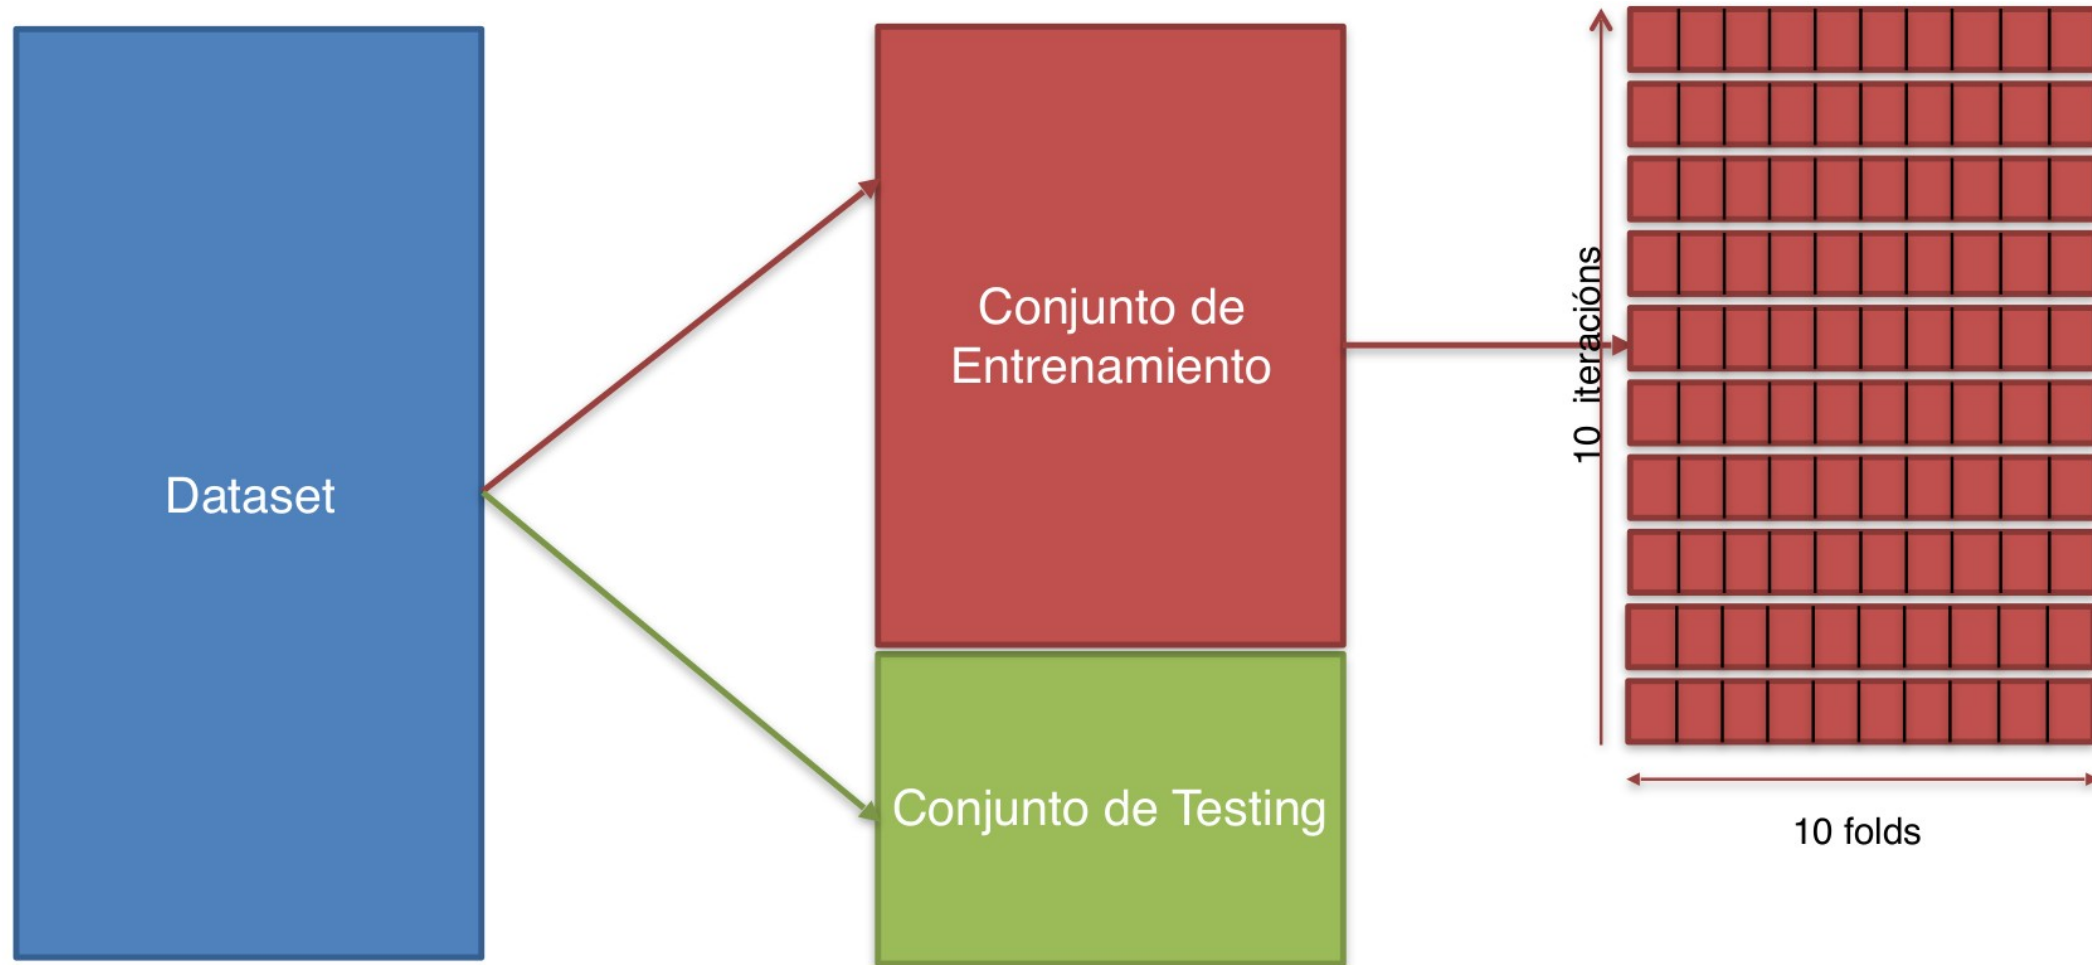 Dataset
Conjunto de
Entrenamiento
Conjunto de Testing
10 iteracións
10 folds